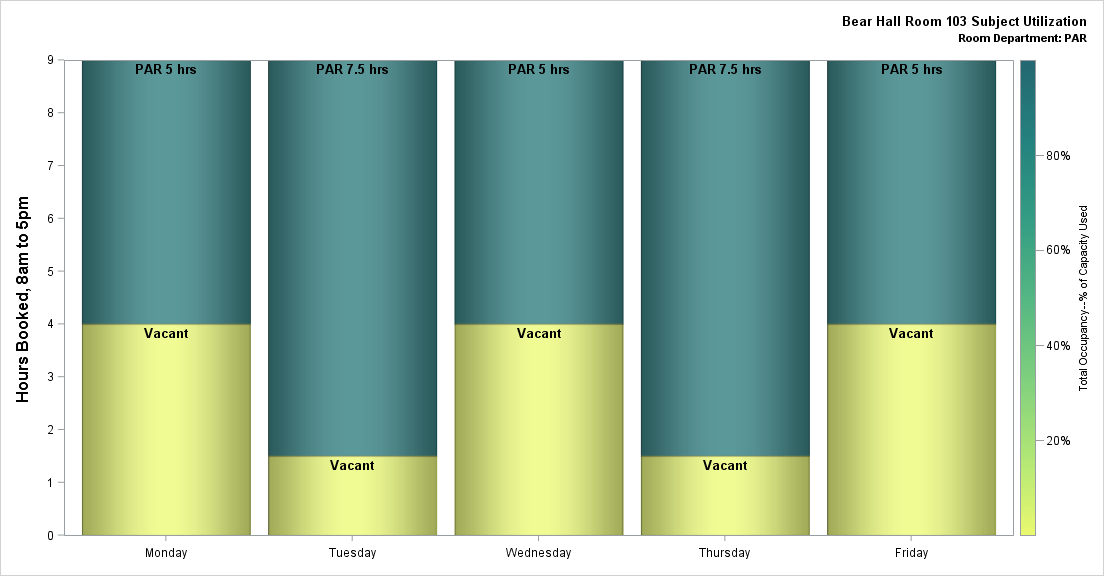 Bear Hall Room 103 Subject Utilization
Room Department: PAR
Hours Booked, 8am to 5pm
9
8
7
6
5
4
3
2
1
0
PAR 5 hrs
PAR 7.5 hrs
PAR 5 hrs
PAR 7.5 hrs
PAR 5 hrs
Vacant
Vacant
Vacant
Vacant
Vacant
Monday
Tuesday
Wednesday
Thursday
Friday
80%
60%
40%
20%
Total Occupancy--% of Capacity Used